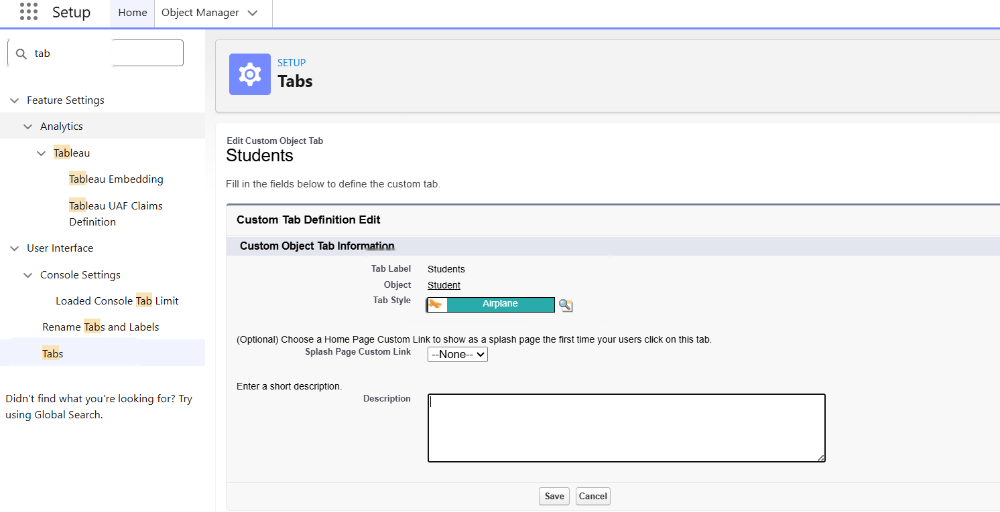 Setup
Home
Object Manager
tab
Feature Settings
Analytics
Tableau
Tableau Embedding
Tableau UAF Claims
Definition
User Interface
Console Settings
Loaded Console Tab Limit
Rename Tabs and Labels
Tabs
Didn't find what you're looking for? Try
using Global Search.
SETUP
Tabs
Edit Custom Object Tab
Students
Fill in the fields below to define the custom tab.
Custom Tab Definition Edit
Custom Object Tab Information
Tab Label Students
Object Student
Tab Style Airplane
(Optional) Choose a Home Page Custom Link to show as a splash page the first time your users click on this tab.
Splash Page Custom Link --None--
Enter a short description.
Description
Save Cancel